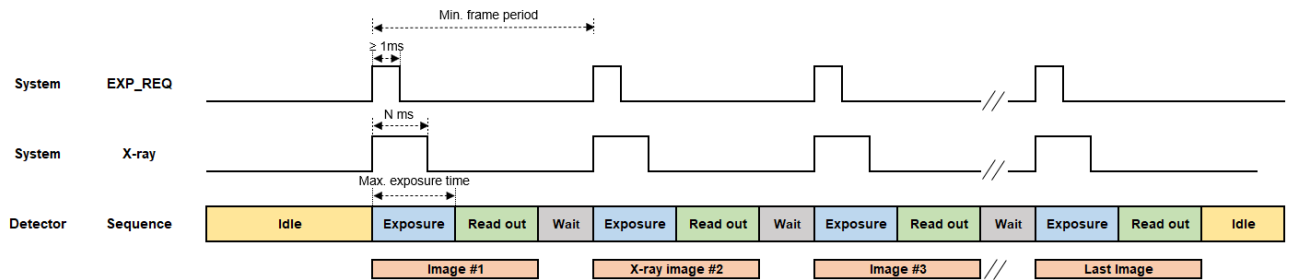 Min. frame period
≥ 1ms
System EXP_REQ
N ms
System X-ray
Max. exposure time
Detector Sequence Idle Exposure Read out Wait Exposure Read out Wait Exposure Read out Wait Exposure Read out Idle
Image #1 X-ray image #2 Image #3 Last Image